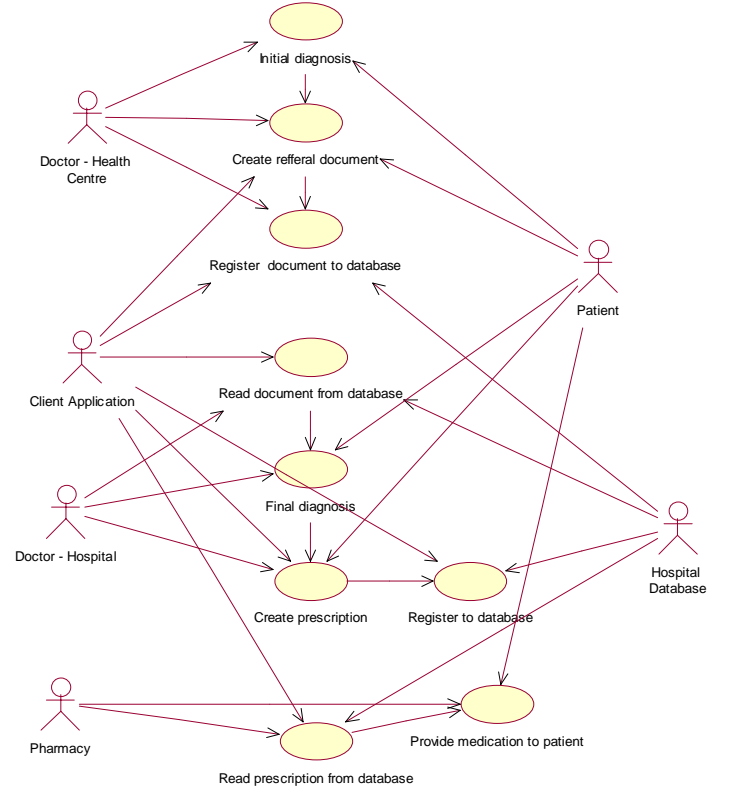 Initial diagnosis
Doctor - Health
Centre
Create refferal document
Register document to database
Patient
Client Application
Read document from database
Final diagnosis
Doctor - Hospital
Hospital
Database
Create prescription
Register to database
Pharmacy
Provide medication to patient
Read prescription from database